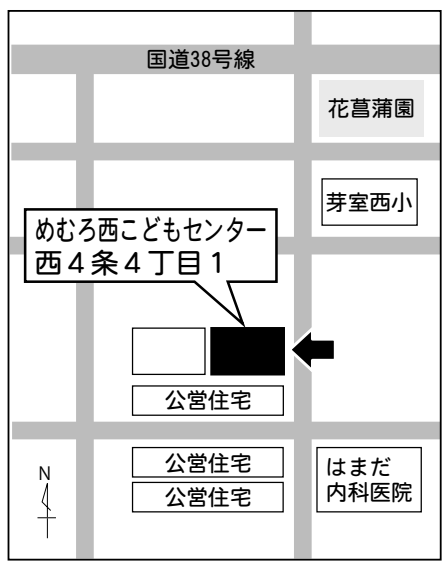 国道38号線
花菖蒲園
芽室西小
めむろ西こどもセンター
西4条4丁目1
公営住宅
公営住宅
公営住宅
はまだ
内科医院
N